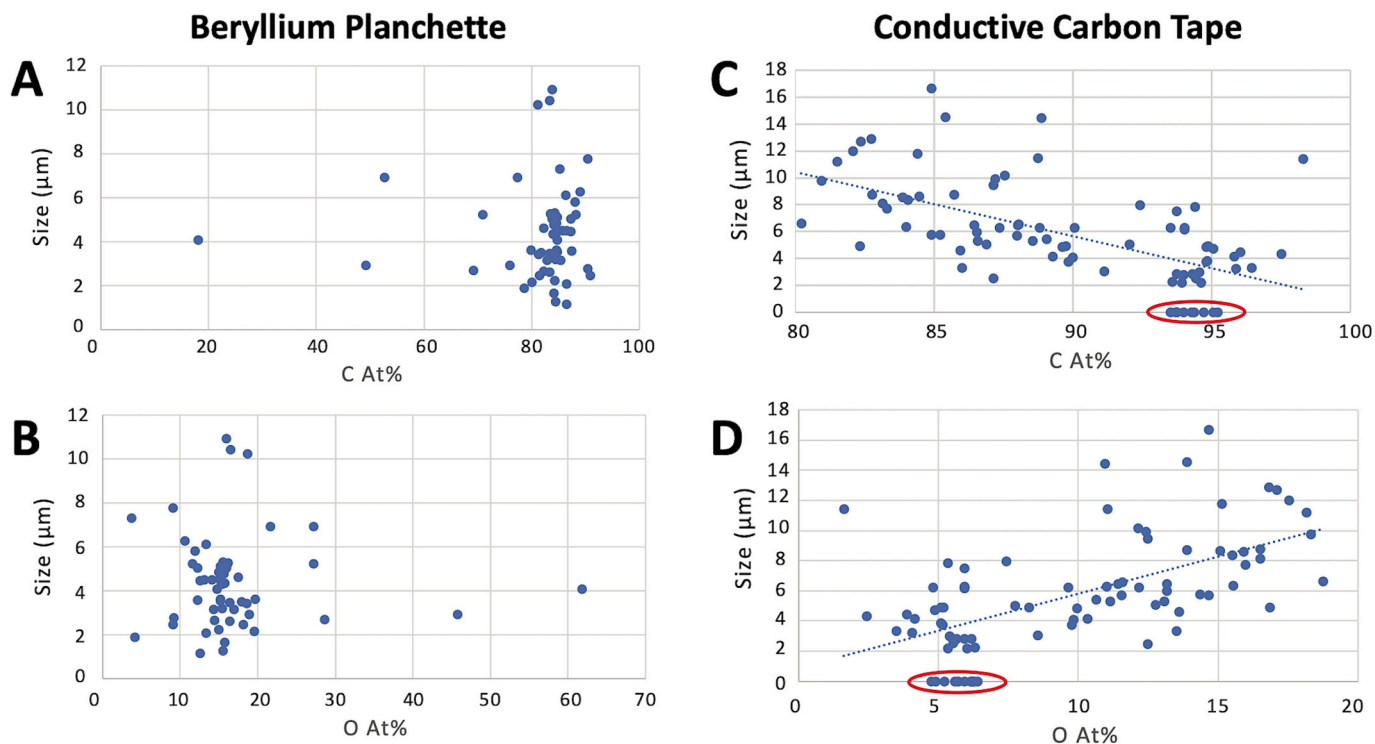 Beryllium Planchette
Conductive Carbon Tape
A
12
10
8
6
4
2
0
Size (µm)
0 20 40 60 80 100
C At%
C
18
16
14
12
10
8
6
4
2
0
Size (µm)
80 85 90 95 100
C At%
B
12
10
8
6
4
2
0
Size (µm)
0 10 20 30 40 50 60 70
O At%
D
18
16
14
12
10
8
6
4
2
0
Size (µm)
0 5 10 15 20
O At%